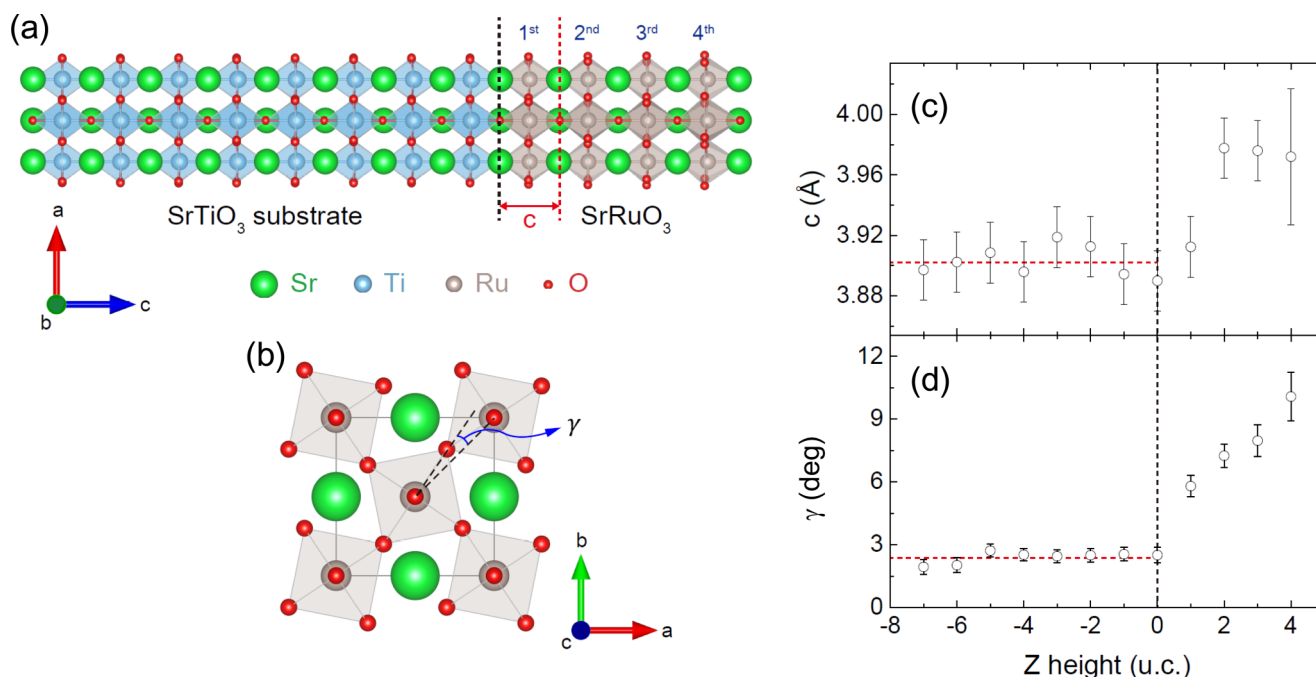 (a)
1st 2nd 3rd 4th
SrTiO3 substrate
c
SrRuO3
a
b
c
Sr Ti Ru O
(b)
γ
b
c
a
(c)
c (Å)
4.00
3.96
3.92
3.88
(d)
γ (deg)
12
9
6
3
0
-8 -6 -4 -2 0 2 4
Z height (u.c.)